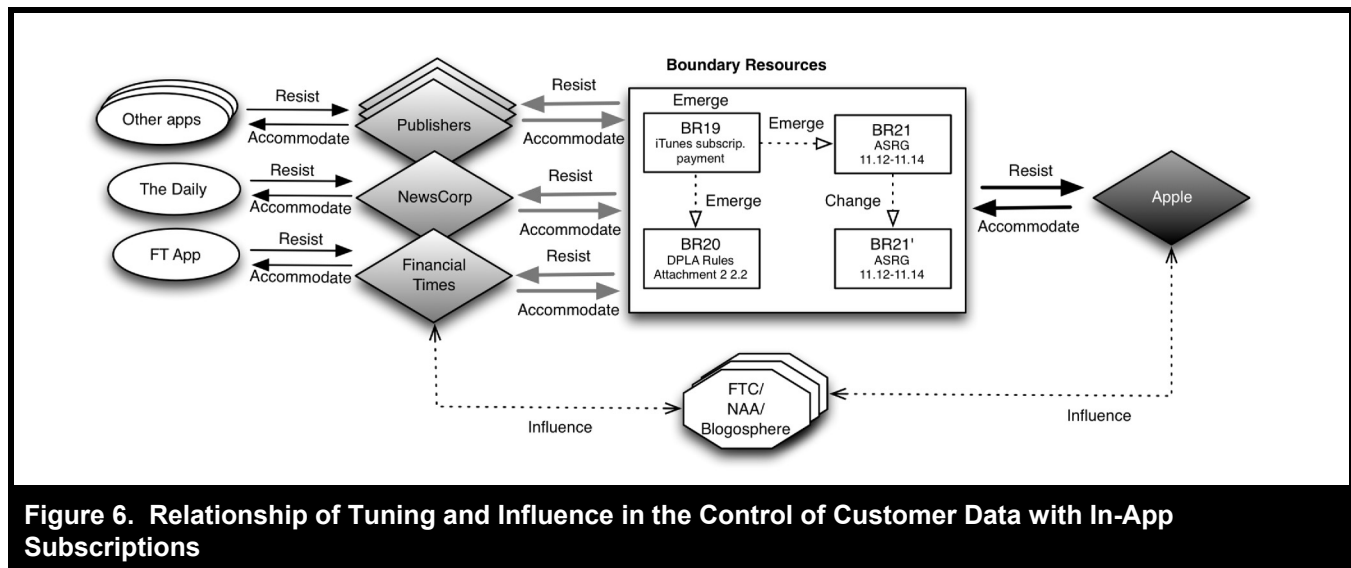 Boundary Resources
Other apps
Resist
Accommodate
Publishers
Resist
Accommodate
The Daily
Resist
Accommodate
NewsCorp
Resist
Accommodate
FT App
Resist
Accommodate
Financial
Times
Resist
Accommodate
Emerge
BR19
iTunes subscrip.
payment
Emerge
BR21
ASRG
11.12-11.14
Emerge
Change
BR20
DPLA Rules
Attachment 2 2.2
BR21'
ASRG
11.12-11.14
Resist
Accommodate
Apple
FTC/
NAA/
Blogosphere
Influence
Influence
Figure 6. Relationship of Tuning and Influence in the Control of Customer Data with In-App
Subscriptions